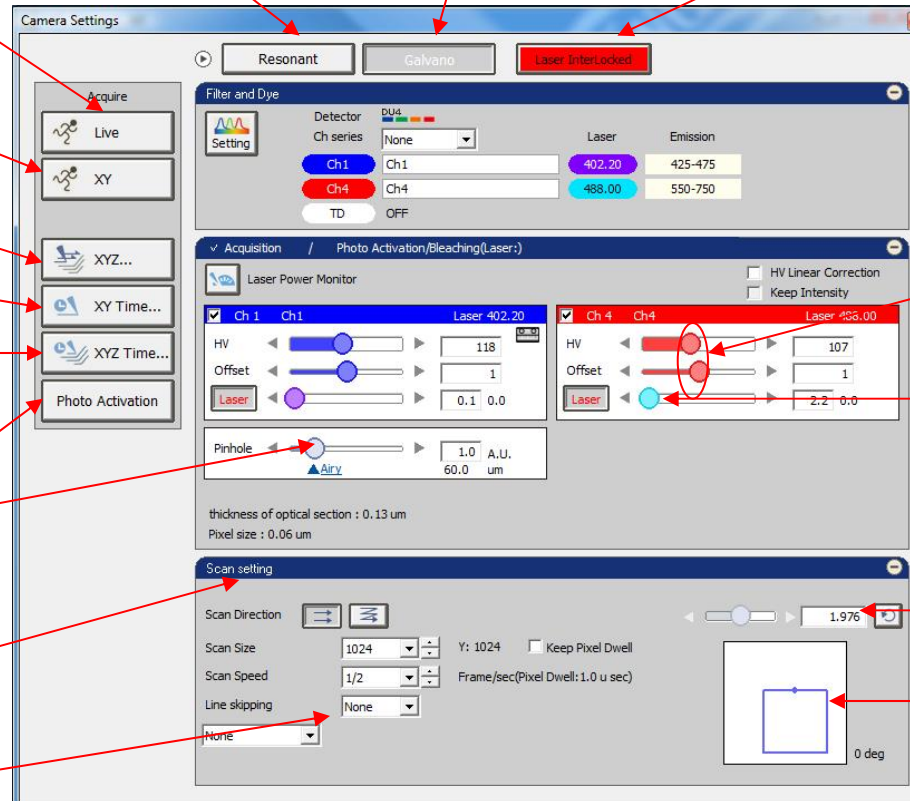 Camera Settings
Resonant Galvano Laser InterLocked
Acquire
Live
XY
XYZ...
XY Time...
XYZ Time...
Photo Activation
Filter and Dye
Setting
Detector DU4
Ch series None Laser Emission
Ch1 Ch1 402.20 425-475
Ch4 Ch4 488.00 550-750
TD OFF
✓ Acquisition / Photo Activation/Bleaching(Laser:)
Laser Power Monitor
HV Linear Correction
Keep Intensity
Ch 1 Ch1 Laser 402.20
HV 118
Offset 1
Laser 0.1 0.0
Ch 4 Ch4 Laser 488.00
HV 107
Offset 1
Laser 2.2 0.0
Pinhole 1.0 A.U.
Airy 60.0 um
thickness of optical section : 0.13 um
Pixel size : 0.06 um
Scan setting
Scan Direction 1.976
Scan Size 1024 Y: 1024 Keep Pixel Dwell
Scan Speed 1/2 Frame/sec(Pixel Dwell:1.0 u sec)
Line skipping None
None
0 deg